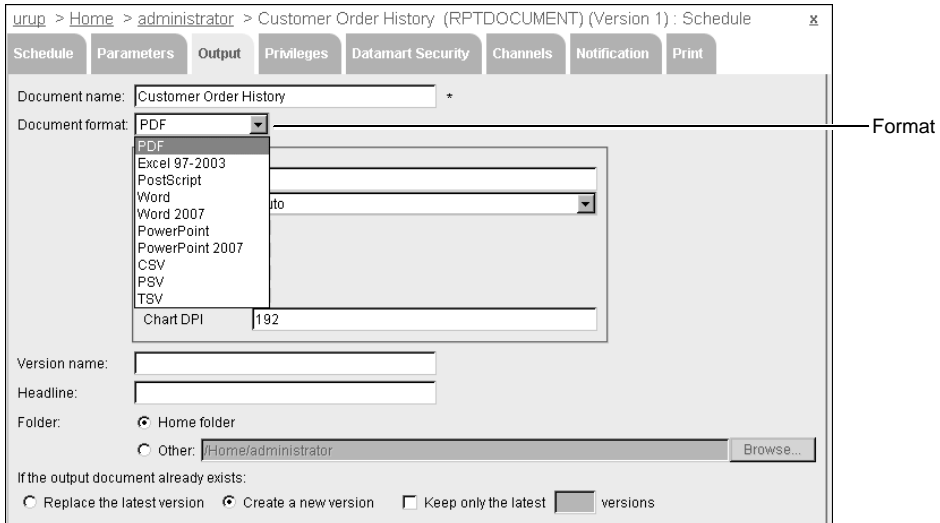 urup > Home > administrator > Customer Order History (RPTDOCUMENT) (Version 1) : Schedule x
Schedule Parameters Output Privileges Datamart Security Channels Notification Print
Document name: Customer Order History *
Document format: PDF
Format
PDF
Excel 97-2003
PostScript
Word
Word 2007
PowerPoint
PowerPoint 2007
CSV
PSV
TSV
Chart DPI 192
Version name:
Headline:
Folder: Home folder
Other: /Home/administrator Browse...
If the output document already exists:
Replace the latest version Create a new version Keep only the latest versions